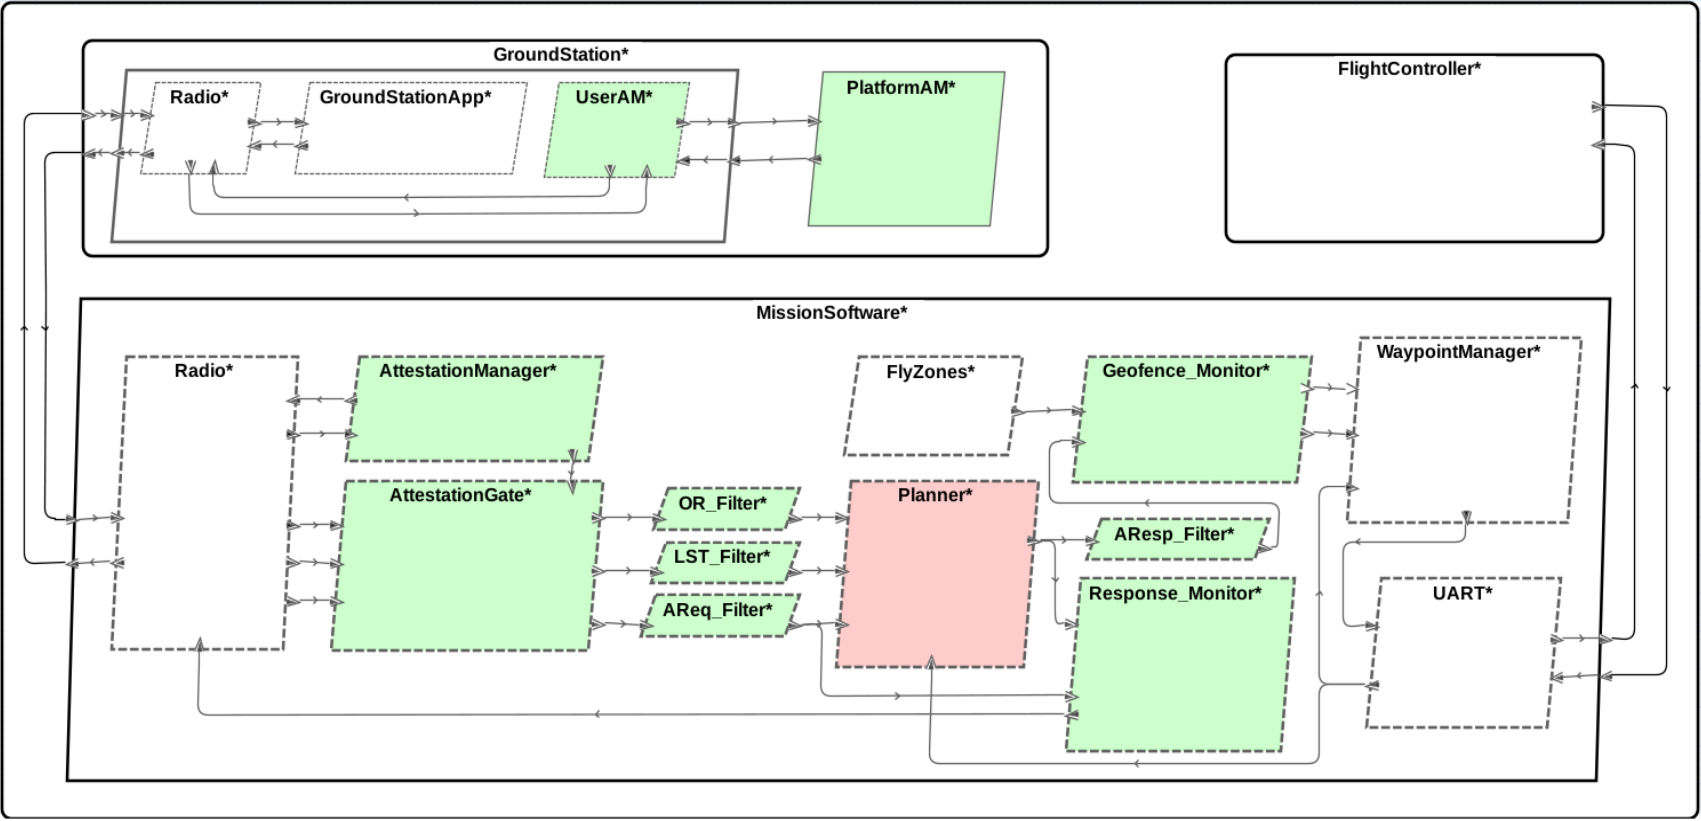 GroundStation*
FlightController*
Radio*
GroundStationApp*
UserAM*
PlatformAM*
MissionSoftware*
Radio*
AttestationManager*
FlyZones*
Geofence_Monitor*
WaypointManager*
AttestationGate*
OR_Filter*
Planner*
AResp_Filter*
LST_Filter*
Response_Monitor*
UART*
AReq_Filter*